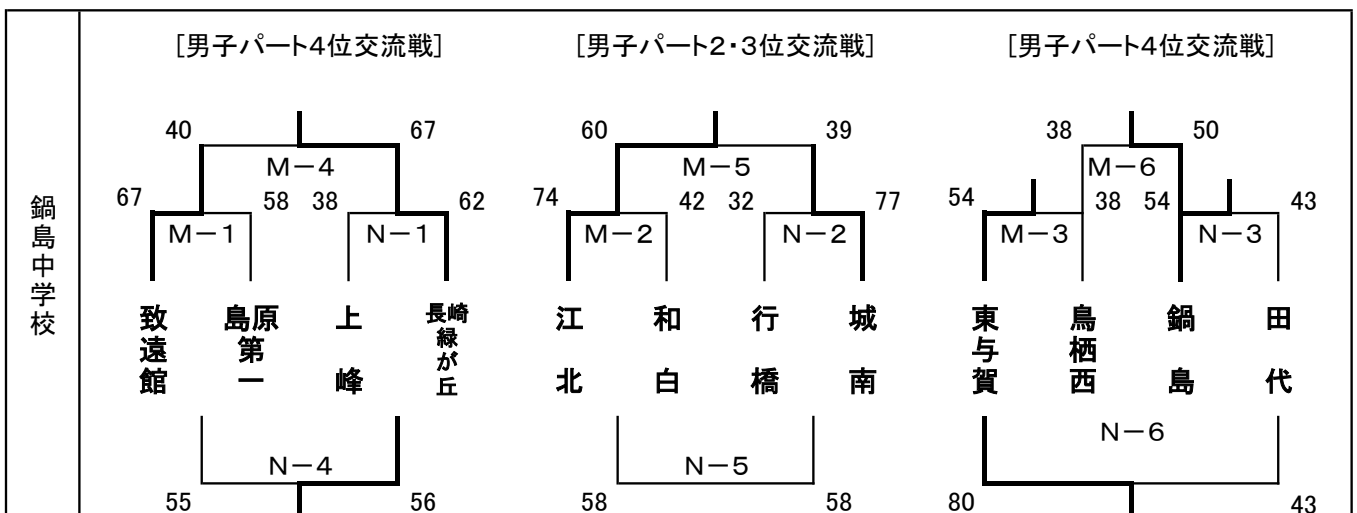 鍋島中学校
[男子パート4位交流戦] [男子パート2・3位交流戦] [男子パート4位交流戦]
40 67 60 39 38 50
M－4 M－5 M－6
67 58 38 62 74 42 32 77 54 38 54 43
M－1 N－1 M－2 N－2 M－3 N－3
致遠館 島原第一 上峰 長崎緑が丘 江北 和白 行橋 城南 東与賀 鳥栖西 鍋島 田代
N－4 N－5 N－6
55 56 58 58 80 43